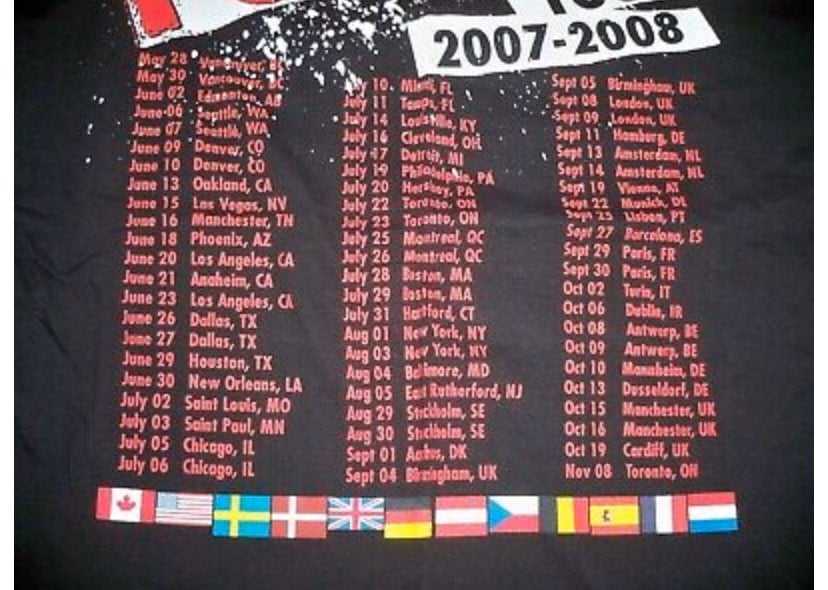 TO
2007-2008
May 28 Vancouver, BC
May 30 Vancouver, BC
June 02 Edmonton, AB
June 06 Seattle, WA
June 07 Seattle, WA
June 09 Denver, CO
June 10 Denver, CO
June 13 Oakland, CA
June 15 Las Vegas, NV
June 16 Manchester, TN
June 18 Phoenix, AZ
June 20 Los Angeles, CA
June 21 Anaheim, CA
June 23 Los Angeles, CA
June 26 Dallas, TX
June 27 Dallas, TX
June 29 Houston, TX
June 30 New Orleans, LA
July 02 Saint Louis, MO
July 03 Saint Paul, MN
July 05 Chicago, IL
July 06 Chicago, IL
July 10 Miami, FL
July 11 Tampa, FL
July 14 Louisville, KY
July 16 Cleveland, OH
July 17 Detroit, MI
July 19 Philadelphia, PA
July 20 Hershey, PA
July 22 Toronto, ON
July 23 Toronto, ON
July 25 Montreal, QC
July 26 Montreal, QC
July 28 Boston, MA
July 29 Boston, MA
July 31 Hartford, CT
Aug 01 New York, NY
Aug 03 New York, NY
Aug 04 Baltimore, MD
Aug 05 East Rutherford, NJ
Aug 29 Stockholm, SE
Aug 30 Stockholm, SE
Sept 01 Aarhus, DK
Sept 04 Birmingham, UK
Sept 05 Birmingham, UK
Sept 08 London, UK
Sept 09 London, UK
Sept 11 Hamburg, DE
Sept 13 Amsterdam, NL
Sept 14 Amsterdam, NL
Sept 19 Vienna, AT
Sept 22 Munich, DE
Sept 25 Lisbon, PT
Sept 27 Barcelona, ES
Sept 29 Paris, FR
Sept 30 Paris, FR
Oct 02 Turin, IT
Oct 06 Dublin, IR
Oct 08 Antwerp, BE
Oct 09 Antwerp, BE
Oct 10 Mannheim, DE
Oct 13 Dusseldorf, DE
Oct 15 Manchester, UK
Oct 16 Manchester, UK
Oct 19 Cardiff, UK
Nov 08 Toronto, ON